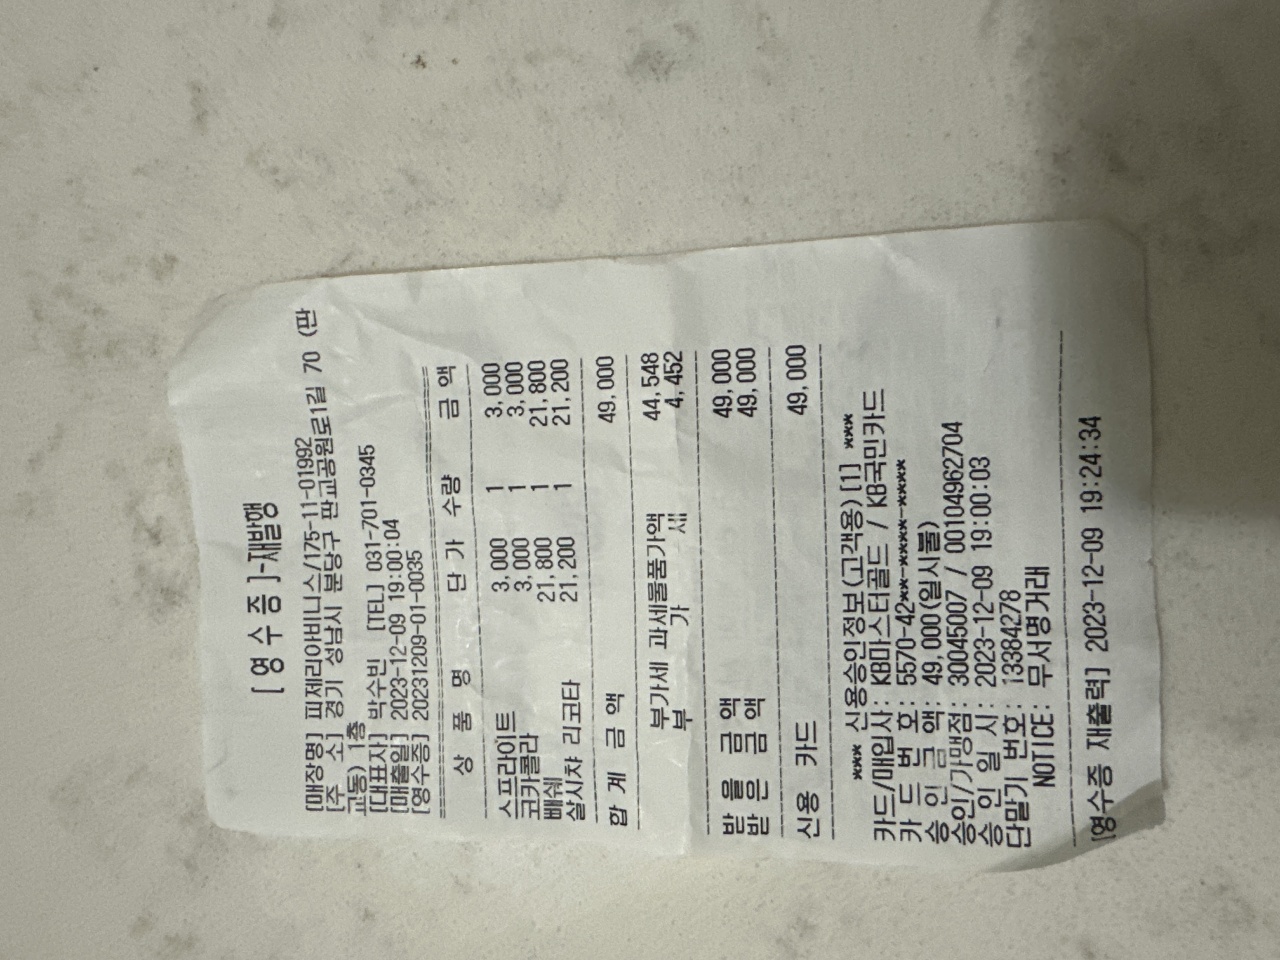 [ 영 수 증 ]-재발행
[매장명] 피제리아비니스/175-11-01992
[주 소] 경기 성남시 분당구 판교공원로1길 70 (판
교동) 1층
[대표자] 박수빈 [TEL] 031-701-0345
[매출일] 2023-12-09 19:00:04
[영수증] 20231209-01-0035
상 품 명 단 가 수량 금 액
스프라이트 3,000 1 3,000
코카콜라 3,000 1 3,000
빼쉐 21,800 1 21,800
살시챠 리코타 21,200 1 21,200
합 계 금 액 49,000
부가세 과세물품가액 44,548
부 가 세 4,452
받 을 금 액 49,000
받 은 금 액 49,000
신용 카드 49,000
*** 신용승인정보(고객용) [1] ***
카드/매입사: KB마스터골드 / KB국민카드
카 드 번 호: 5570-42**-****-****
승 인 금 액: 49,000(일시불)
승인/가맹점: 30045007 / 00104962704
승 인 일 시: 2023-12-09 19:00:03
단말기 번호: 13384278
NOTICE: 무서명거래
[영수증 재출력] 2023-12-09 19:24:34